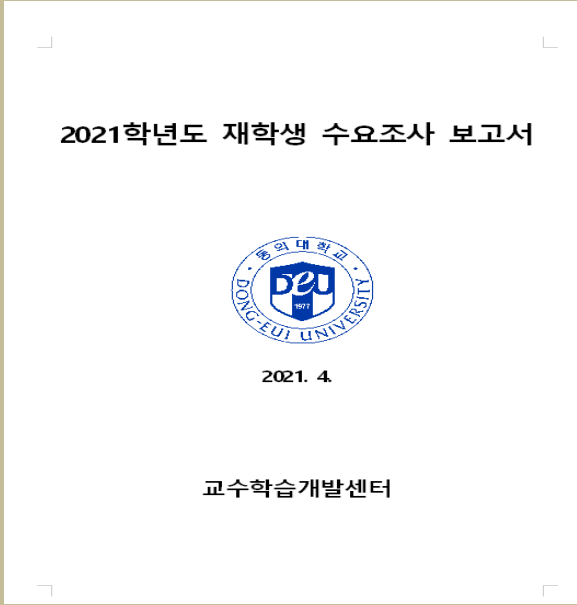 2021학년도 재학생 수요조사 보고서
동의대학교
DEU
1977
DONG-EUI UNIVERSITY
2021. 4.
교수학습개발센터